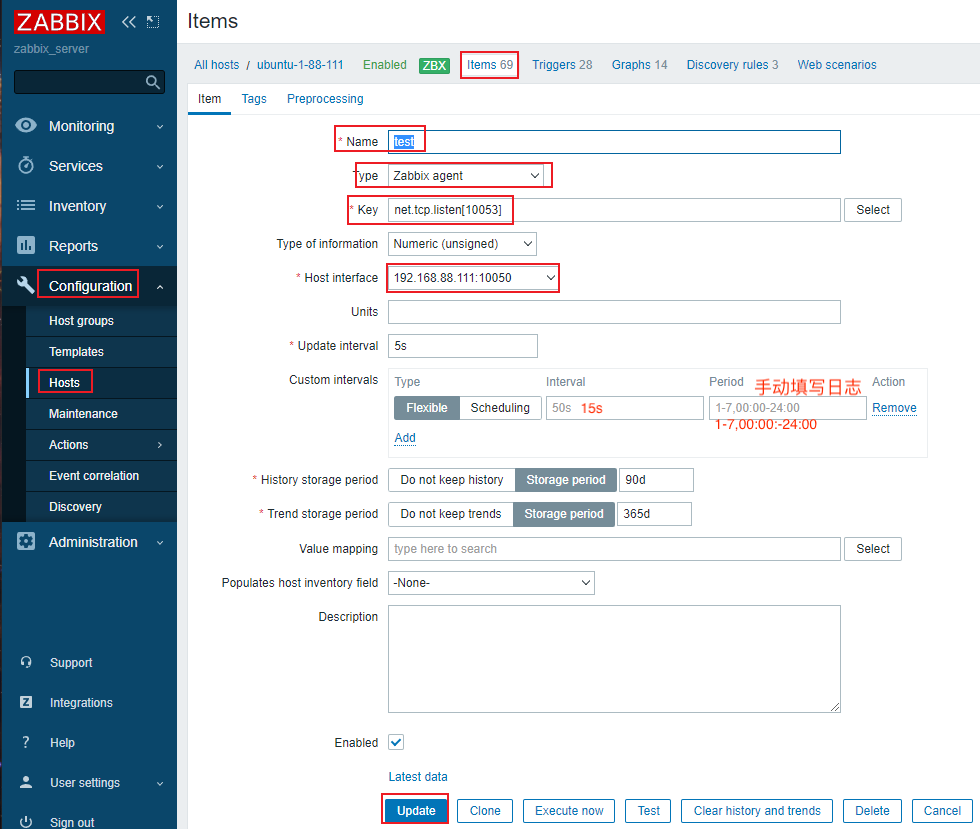 ZABBIX
zabbix_server
Monitoring
Services
Inventory
Reports
Configuration
Host groups
Templates
Hosts
Maintenance
Actions
Event correlation
Discovery
Administration
Support
Integrations
Help
User settings
Sign out
Items
All hosts / ubuntu-1-88-111 Enabled ZBX Items 69 Triggers 28 Graphs 14 Discovery rules 3 Web scenarios
Item Tags Preprocessing
* Name test
Type Zabbix agent
* Key net.tcp.listen[10053] Select
Type of information Numeric (unsigned)
* Host interface 192.168.88.111:10050
Units
* Update interval 5s
Custom intervals Type Interval Period 手动填写日志 Action
Flexible Scheduling 50s 15s 1-7,00:00-24:00 Remove
1-7,00:00:-24:00
Add
* History storage period Do not keep history Storage period 90d
* Trend storage period Do not keep trends Storage period 365d
Value mapping type here to search Select
Populates host inventory field -None-
Description
Enabled
Latest data
Update Clone Execute now Test Clear history and trends Delete Cancel